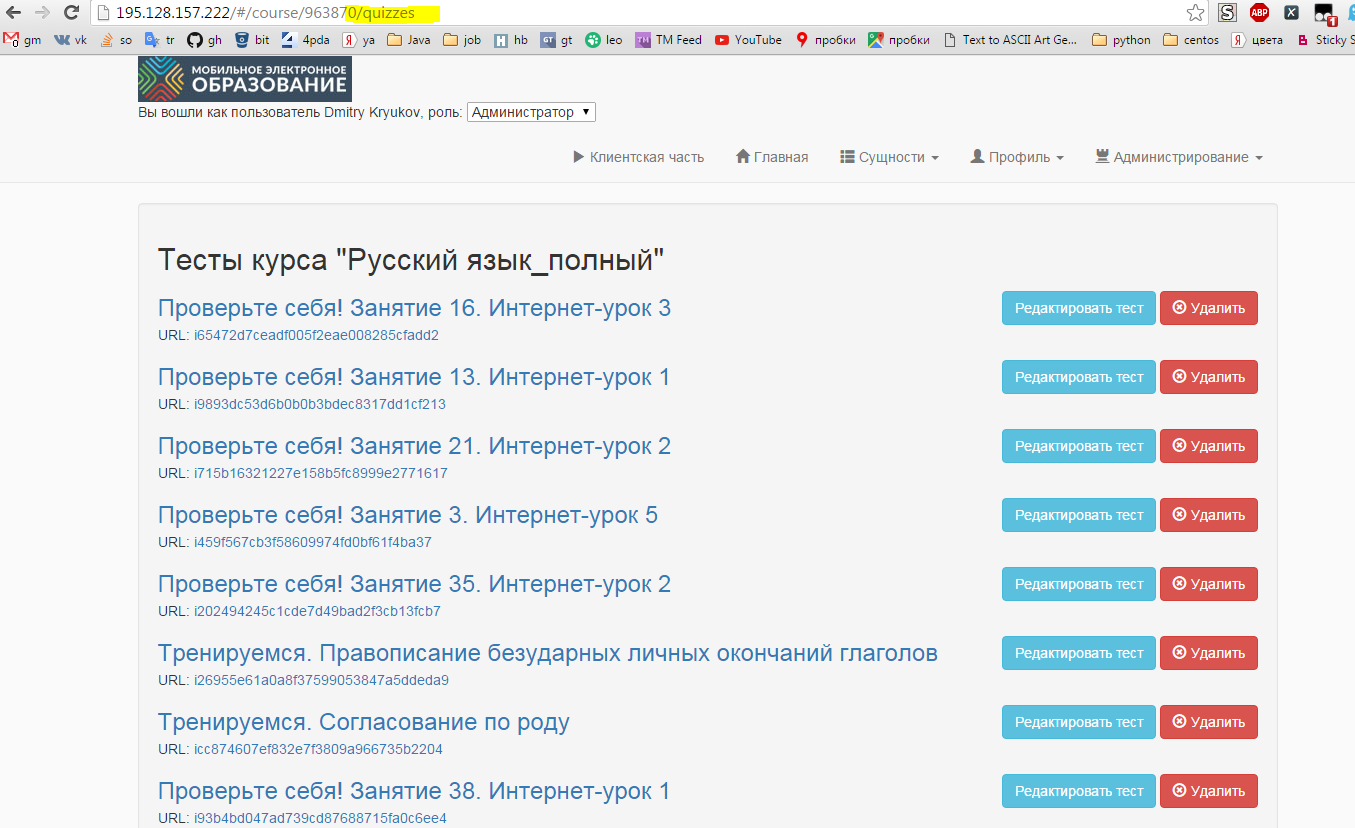 195.128.157.222/#/course/963870/quizzes
gm vk so tr gh bit 4pda ya Java job hb gt leo TM Feed YouTube пробки пробки Text to ASCII Art Ge... python centos цвета Sticky S
МОБИЛЬНОЕ ЭЛЕКТРОННОЕ
ОБРАЗОВАНИЕ
Вы вошли как пользователь Dmitry Kryukov, роль: Администратор
Клиентская часть Главная Сущности Профиль Администрирование
Тесты курса "Русский язык_полный"
Проверьте себя! Занятие 16. Интернет-урок 3 Редактировать тест Удалить
URL: i65472d7ceadf005f2eae008285cfadd2
Проверьте себя! Занятие 13. Интернет-урок 1 Редактировать тест Удалить
URL: i9893dc53d6b0b0b3bdec8317dd1cf213
Проверьте себя! Занятие 21. Интернет-урок 2 Редактировать тест Удалить
URL: i715b16321227e158b5fc8999e2771617
Проверьте себя! Занятие 3. Интернет-урок 5 Редактировать тест Удалить
URL: i459f567cb3f58609974fd0bf61f4ba37
Проверьте себя! Занятие 35. Интернет-урок 2 Редактировать тест Удалить
URL: i202494245c1cde7d49bad2f3cb13fcb7
Тренируемся. Правописание безударных личных окончаний глаголов Редактировать тест Удалить
URL: i26955e61a0a8f37599053847a5ddeda9
Тренируемся. Согласование по роду Редактировать тест Удалить
URL: icc874607ef832e7f3809a966735b2204
Проверьте себя! Занятие 38. Интернет-урок 1 Редактировать тест Удалить
URL: i93b4bd047ad739cd87688715fa0c6ee4